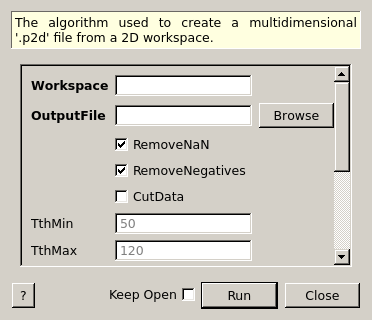 The algorithm used to create a multidimensional
'.p2d' file from a 2D workspace.
Workspace
OutputFile Browse
RemoveNaN
RemoveNegatives
CutData
TthMin 50
TthMax 120
? Keep Open Run Close